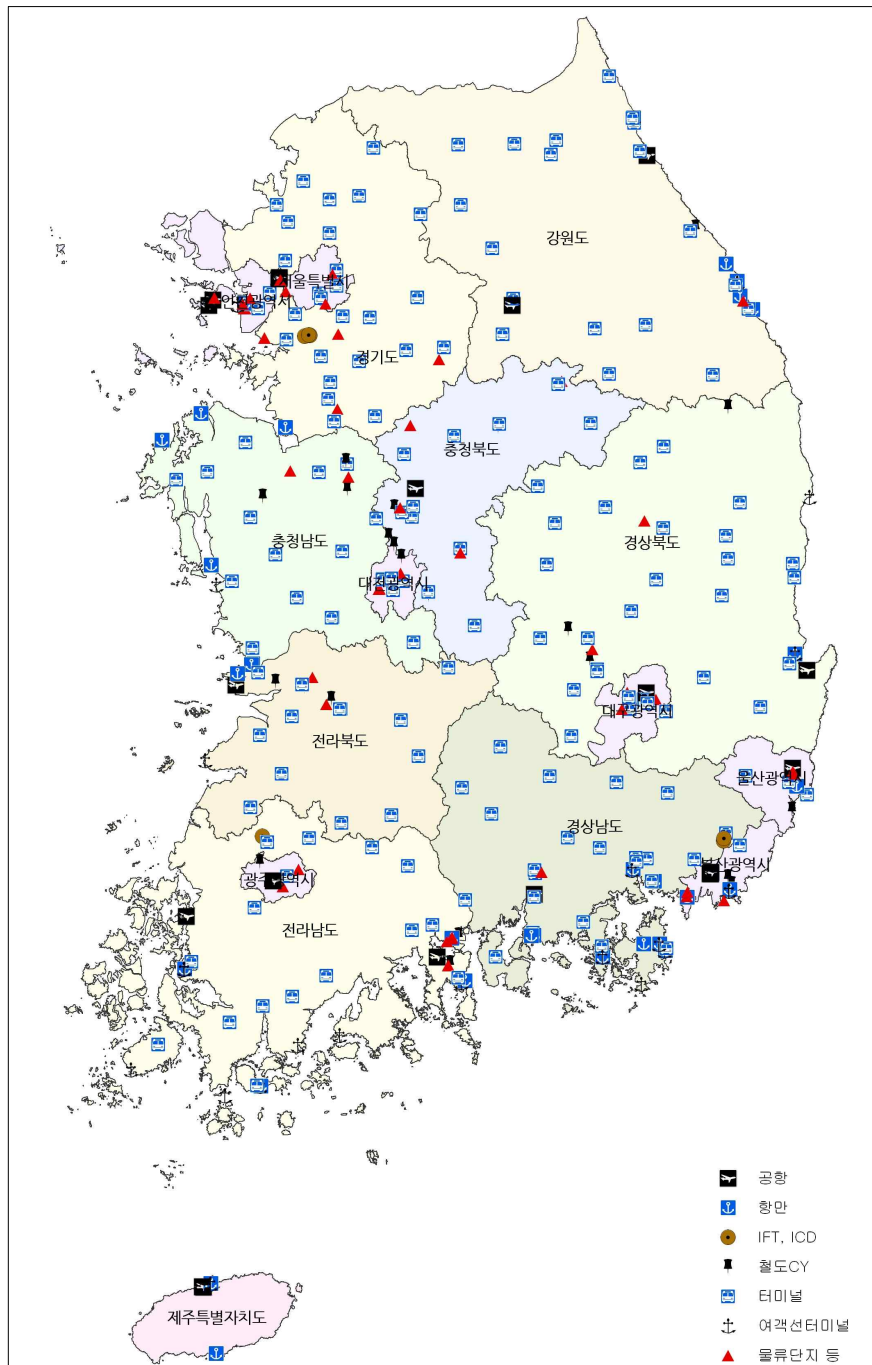 강원도
서울특별시
인천광역시
경기도
충청북도
충청남도
경상북도
대전광역시
대구광역시
전라북도
울산광역시
경상남도
부산광역시
광주광역시
전라남도
제주특별자치도
공항
항만
IFT, ICD
철도CY
터미널
여객선터미널
물류단지 등